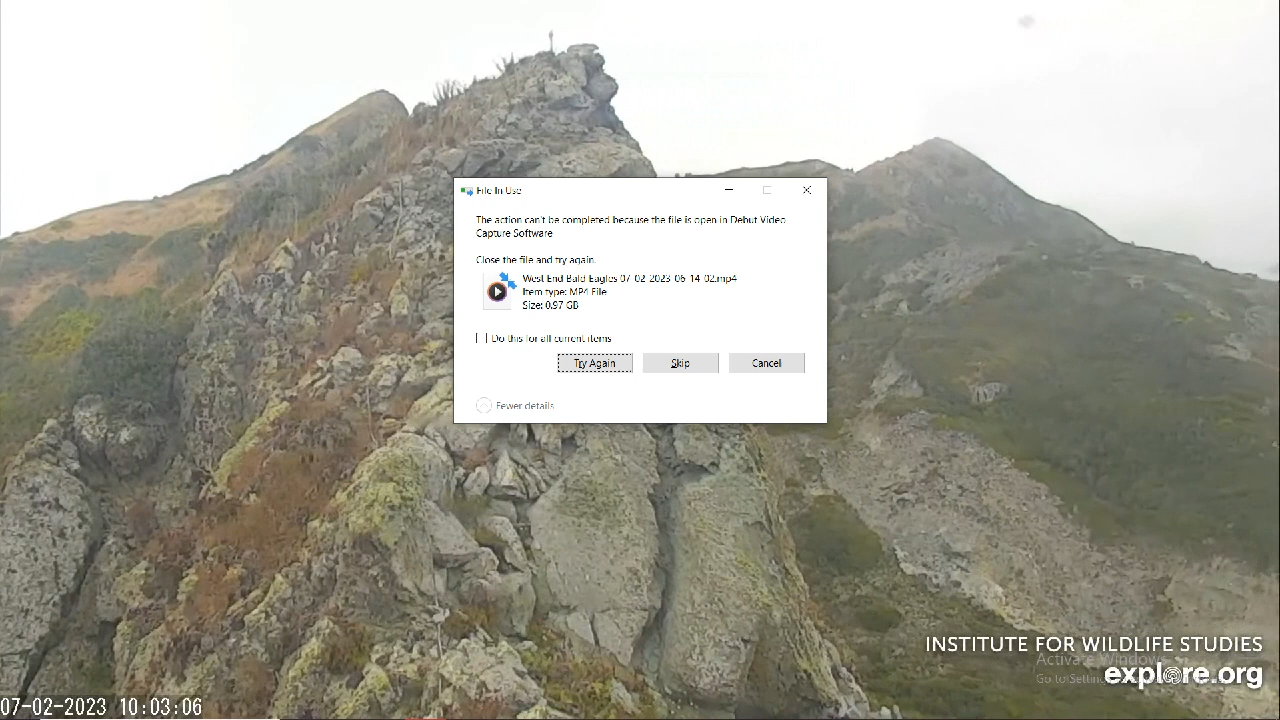 File In Use
The action can't be completed because the file is open in Debut Video
Capture Software
Close the file and try again.
West End Bald Eagles 07-02-2023-06-14-02.mp4
Item type: MP4 File
Size: 0.97 GB
Do this for all current items
Try Again
Skip
Cancel
Fewer details
INSTITUTE FOR WILDLIFE STUDIES
Activate Windows
Go to Settings
explore.org
07-02-2023 10:03:06